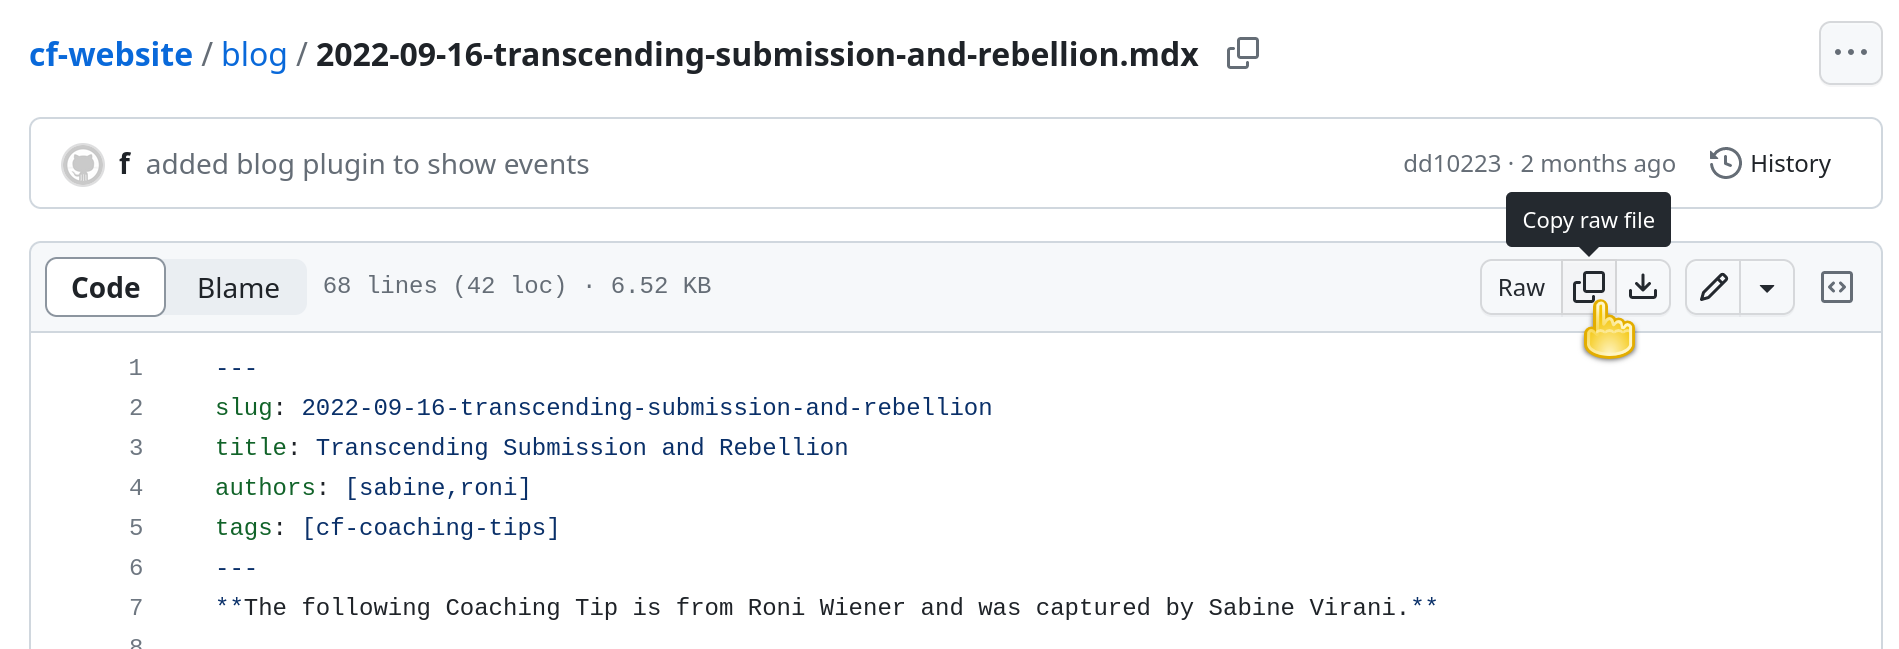 cf-website / blog / 2022-09-16-transcending-submission-and-rebellion.mdx
f added blog plugin to show events dd10223 · 2 months ago History
Copy raw file
Code Blame 68 lines (42 loc) · 6.52 KB Raw
1 ---
2 slug: 2022-09-16-transcending-submission-and-rebellion
3 title: Transcending Submission and Rebellion
4 authors: [sabine,roni]
5 tags: [cf-coaching-tips]
6 ---
7 **The following Coaching Tip is from Roni Wiener and was captured by Sabine Virani.**
8